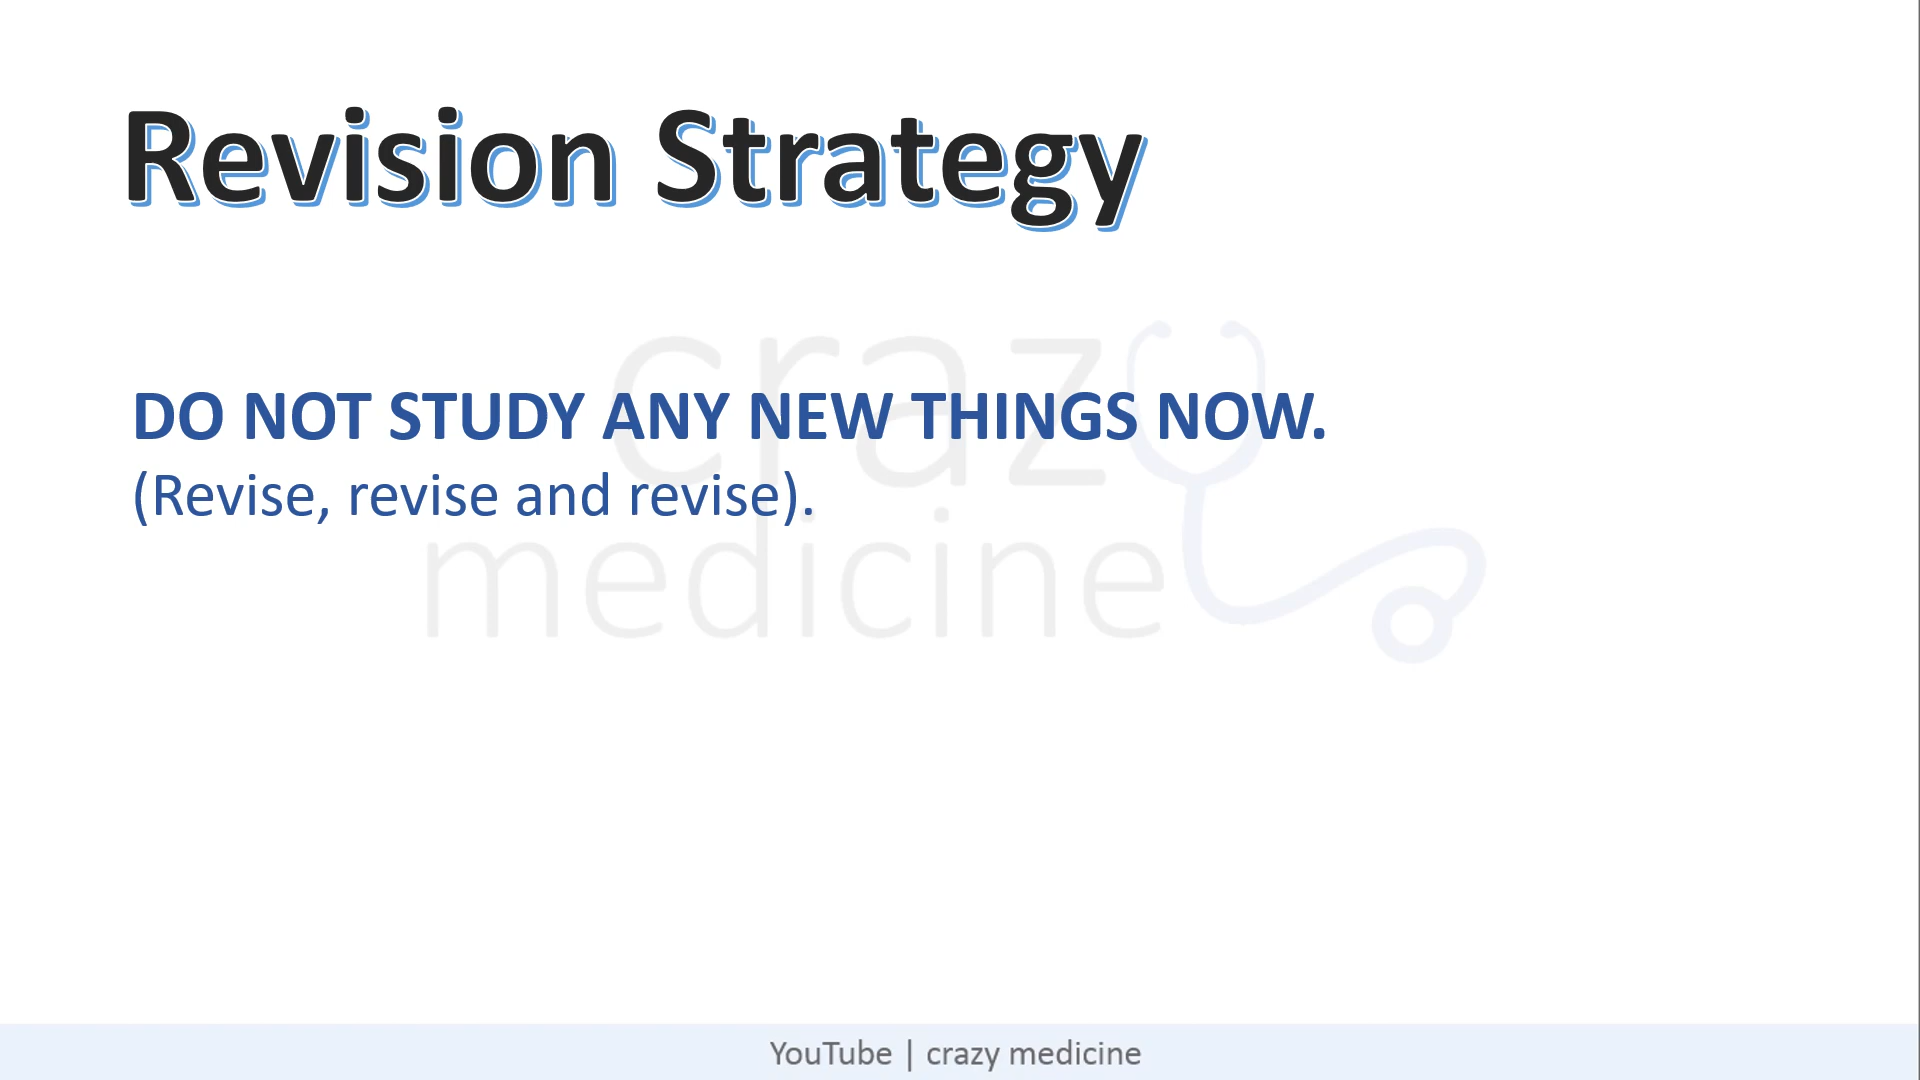 Revision Strategy
DO NOT STUDY ANY NEW THINGS NOW.
(Revise, revise and revise).
crazy
medicine
YouTube | crazy medicine